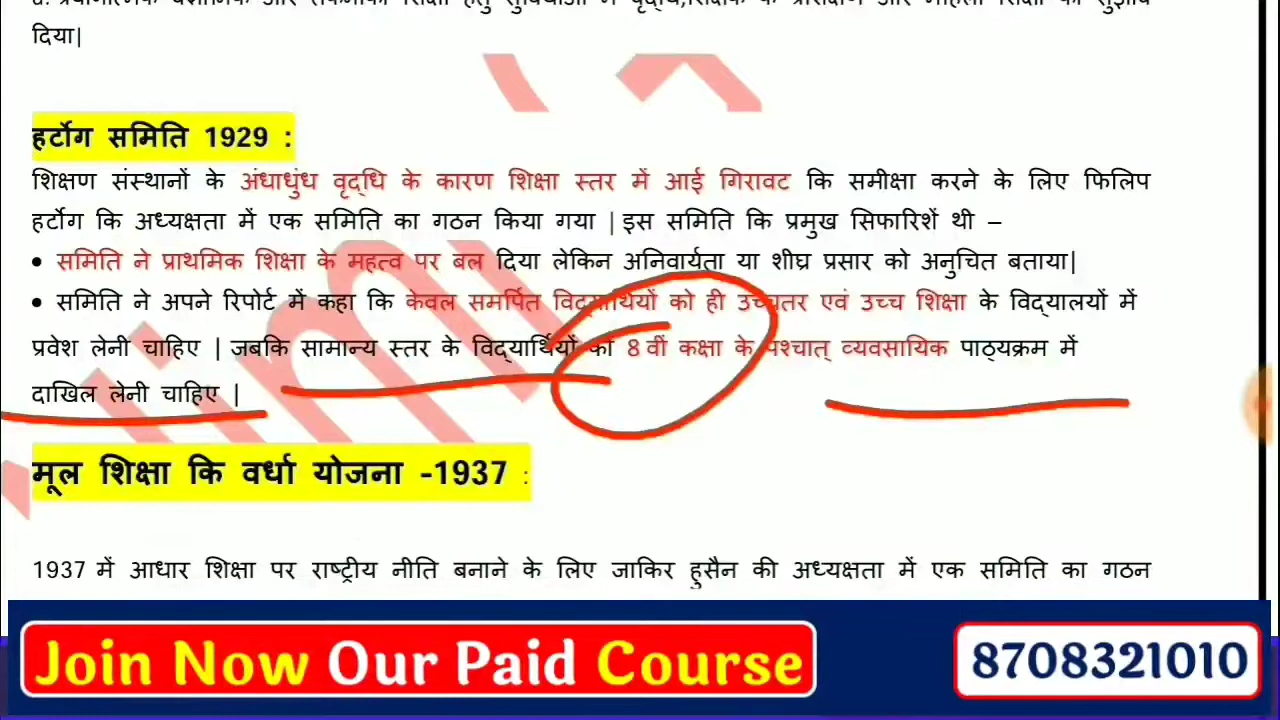 दिया|
हर्टोग समिति 1929 :
शिक्षण संस्थानों के अंधाधुंध वृद्धि के कारण शिक्षा स्तर में आई गिरावट कि समीक्षा करने के लिए फिलिप
हर्टोग कि अध्यक्षता में एक समिति का गठन किया गया | इस समिति कि प्रमुख सिफारिशें थी –
• समिति ने प्राथमिक शिक्षा के महत्व पर बल दिया लेकिन अनिवार्यता या शीघ्र प्रसार को अनुचित बताया|
• समिति ने अपने रिपोर्ट में कहा कि केवल समर्पित विद्यार्थियों को ही उच्चतर एवं उच्च शिक्षा के विद्यालयों में
प्रवेश लेनी चाहिए | जबकि सामान्य स्तर के विद्यार्थियों को 8 वीं कक्षा के पश्चात् व्यवसायिक पाठ्यक्रम में
दाखिल लेनी चाहिए |
मूल शिक्षा कि वर्धा योजना -1937 :
1937 में आधार शिक्षा पर राष्ट्रीय नीति बनाने के लिए जाकिर हुसैन की अध्यक्षता में एक समिति का गठन
Join Now Our Paid Course
8708321010